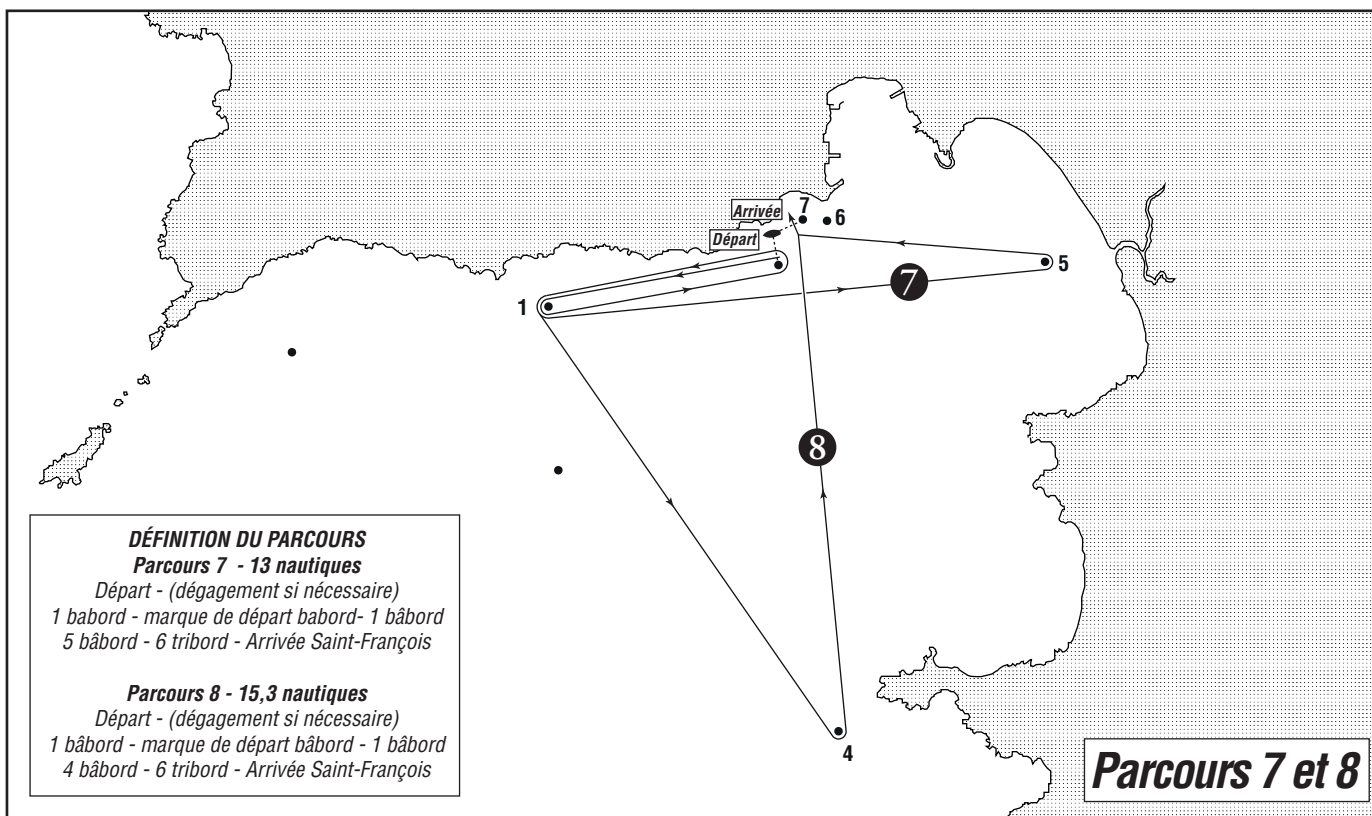 Arrivée
7
6
Départ
5
7
1
8
DÉFINITION DU PARCOURS
Parcours 7 - 13 nautiques
Départ - (dégagement si nécessaire)
1 babord - marque de départ babord- 1 bâbord
5 bâbord - 6 tribord - Arrivée Saint-François
Parcours 8 - 15,3 nautiques
Départ - (dégagement si nécessaire)
1 bâbord - marque de départ bâbord - 1 bâbord
4 bâbord - 6 tribord - Arrivée Saint-François
4
Parcours 7 et 8